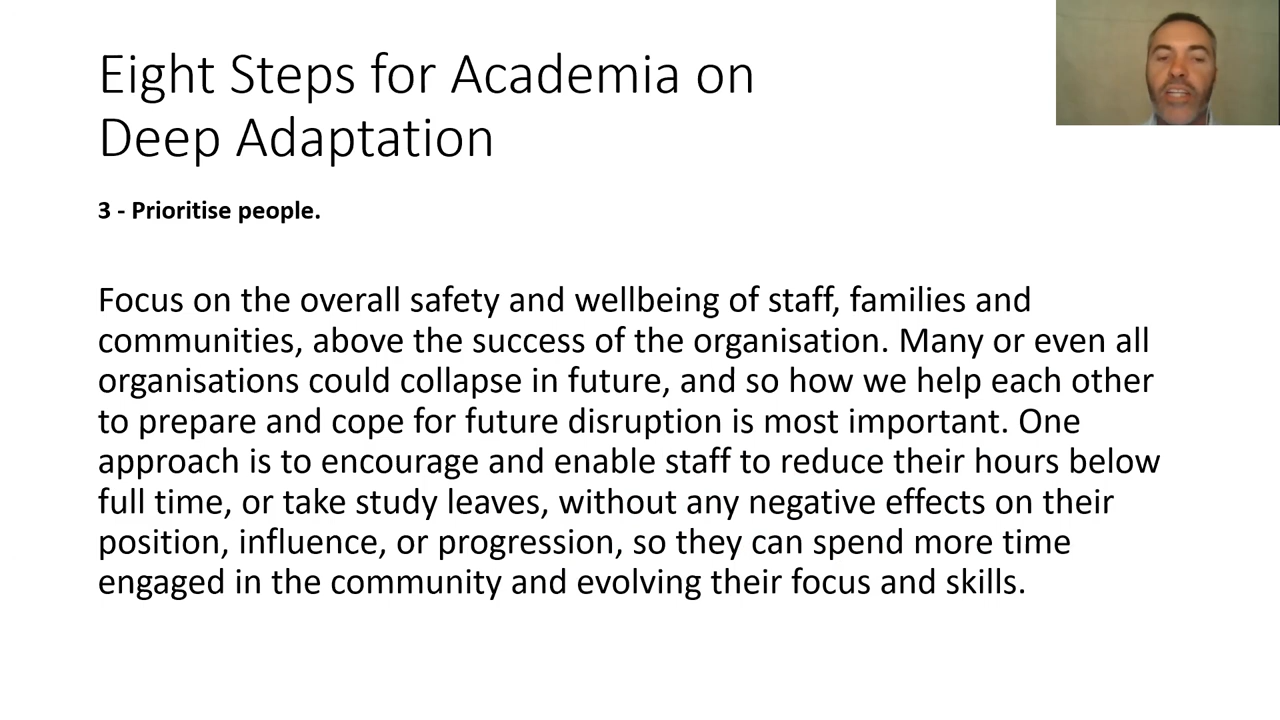 Eight Steps for Academia on
Deep Adaptation
3 - Prioritise people.
Focus on the overall safety and wellbeing of staff, families and
communities, above the success of the organisation. Many or even all
organisations could collapse in future, and so how we help each other
to prepare and cope for future disruption is most important. One
approach is to encourage and enable staff to reduce their hours below
full time, or take study leaves, without any negative effects on their
position, influence, or progression, so they can spend more time
engaged in the community and evolving their focus and skills.